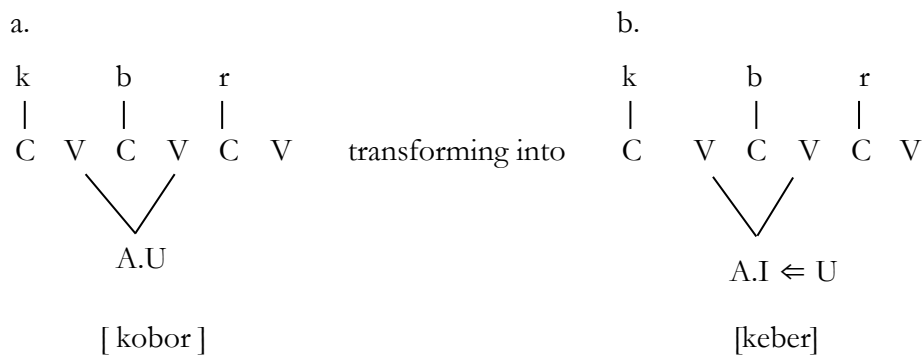 a. b.
k b r k b r
C V C V C V transforming into C V C V C V
A.U A.I ⇐ U
[ kobor ] [keber]